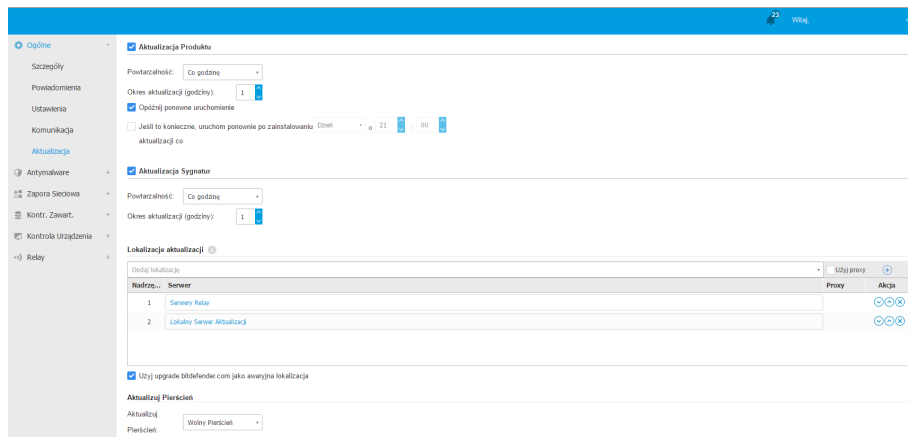 23
Witaj,
Ogólne
Szczegóły
Powiadomienia
Ustawienia
Komunikacja
Aktualizacja
Antymalware
Zapora Sieciowa
Kontr. Zawart.
Kontrola Urządzenia
Relay
Aktualizacja Produktu
Powtarzalność: Co godzinę
Okres aktualizacji (godziny): 1
Opóźnij ponowne uruchomienie
Jeśli to konieczne, uruchom ponownie po zainstalowaniu Dzień o 21 : 00
aktualizacji co
Aktualizacja Sygnatur
Powtarzalność: Co godzinę
Okres aktualizacji (godziny): 1
Lokalizacje aktualizacji
Dodaj lokalizację Użyj proxy
Nadrzę... Serwer Proxy Akcja
1 Serwery Relay
2 Lokalny Serwer Aktualizacji
Użyj upgrade.bitdefender.com jako awaryjna lokalizacja
Aktualizuj Pierścień
Aktualizuj
Pierścień: Wolny Pierścień